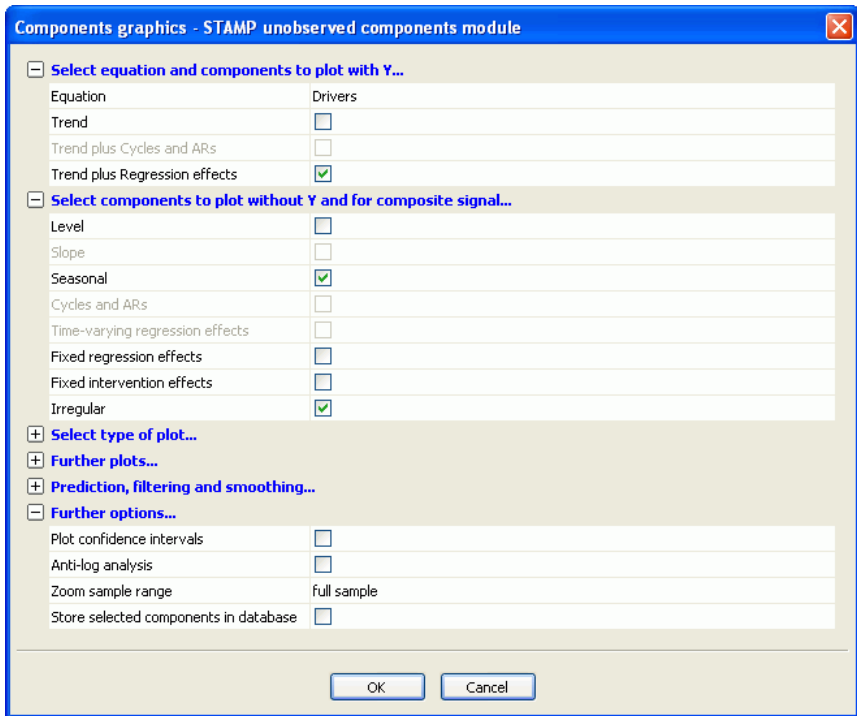 Components graphics - STAMP unobserved components module
Select equation and components to plot with Y...
Equation Drivers
Trend
Trend plus Cycles and ARs
Trend plus Regression effects
Select components to plot without Y and for composite signal...
Level
Slope
Seasonal
Cycles and ARs
Time-varying regression effects
Fixed regression effects
Fixed intervention effects
Irregular
Select type of plot...
Further plots...
Prediction, filtering and smoothing...
Further options...
Plot confidence intervals
Anti-log analysis
Zoom sample range full sample
Store selected components in database
OK Cancel